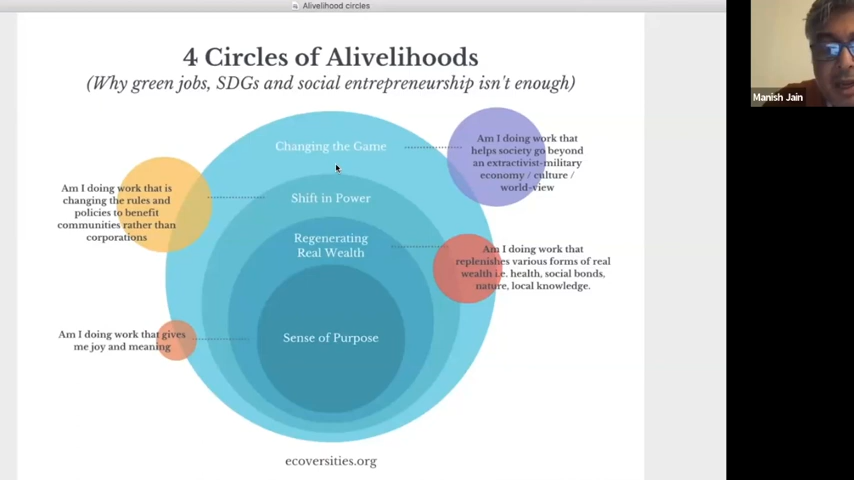 Alivelihood circles
4 Circles of Alivelihoods
(Why green jobs, SDGs and social entrepreneurship isn't enough)
Changing the Game
Am I doing work that
helps society go beyond
an extractivist-military
economy / culture /
world-view
Am I doing work that is
changing the rules and
policies to benefit
communities rather than
corporations
Shift in Power
Regenerating
Real Wealth
Am I doing work that
replenishes various forms of real
wealth i.e. health, social bonds,
nature, local knowledge.
Am I doing work that gives
me joy and meaning
Sense of Purpose
ecoversities.org
Manish Jain